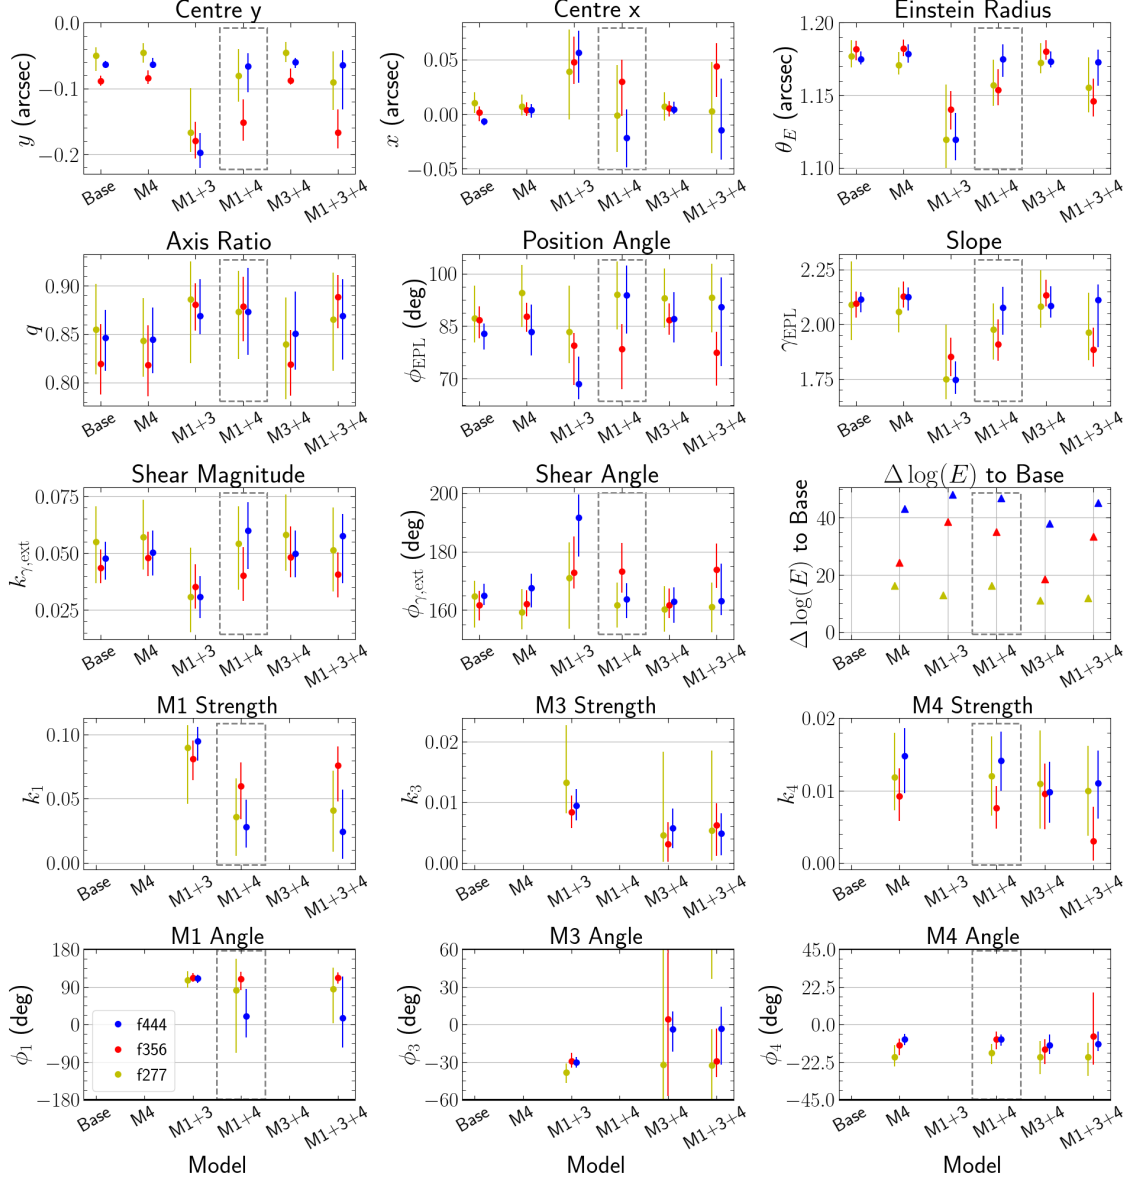 Centre y
Centre x
Einstein Radius
y (arcsec)
0.0
−0.1
−0.2
x (arcsec)
0.05
0.00
−0.05
θ_E (arcsec)
1.20
1.15
1.10
Base M4 M1+3 M1+4 M3+4 M1+3+4
Base M4 M1+3 M1+4 M3+4 M1+3+4
Base M4 M1+3 M1+4 M3+4 M1+3+4
Axis Ratio
Position Angle
Slope
q
0.90
0.85
0.80
ϕ_EPL (deg)
100
85
70
γ_EPL
2.25
2.00
1.75
Base M4 M1+3 M1+4 M3+4 M1+3+4
Base M4 M1+3 M1+4 M3+4 M1+3+4
Base M4 M1+3 M1+4 M3+4 M1+3+4
Shear Magnitude
Shear Angle
Δ log(E) to Base
k_γ,ext
0.075
0.050
0.025
ϕ_γ,ext (deg)
200
180
160
Δ log(E) to Base
40
20
0
Base M4 M1+3 M1+4 M3+4 M1+3+4
Base M4 M1+3 M1+4 M3+4 M1+3+4
Base M4 M1+3 M1+4 M3+4 M1+3+4
M1 Strength
M3 Strength
M4 Strength
k_1
0.10
0.05
0.00
k_3
0.02
0.01
0.00
k_4
0.02
0.01
0.00
Base M4 M1+3 M1+4 M3+4 M1+3+4
Base M4 M1+3 M1+4 M3+4 M1+3+4
Base M4 M1+3 M1+4 M3+4 M1+3+4
M1 Angle
M3 Angle
M4 Angle
ϕ_1 (deg)
180
90
0
−90
−180
f444
f356
f277
ϕ_3 (deg)
60
30
0
−30
−60
ϕ_4 (deg)
45.0
22.5
0.0
−22.5
−45.0
Base M4 M1+3 M1+4 M3+4 M1+3+4
Base M4 M1+3 M1+4 M3+4 M1+3+4
Base M4 M1+3 M1+4 M3+4 M1+3+4
Model
Model
Model